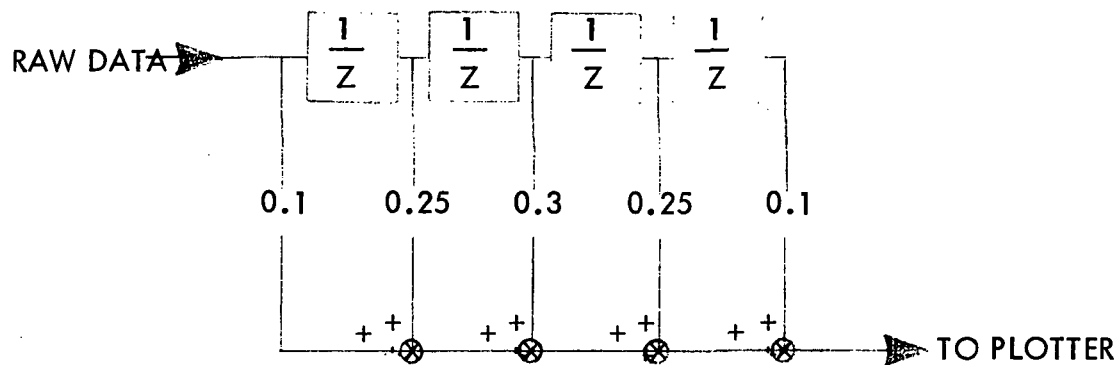 1 1 1 1
RAW DATA
Z Z Z Z
0.1 0.25 0.3 0.25 0.1
+ + + + + + + +
TO PLOTTER